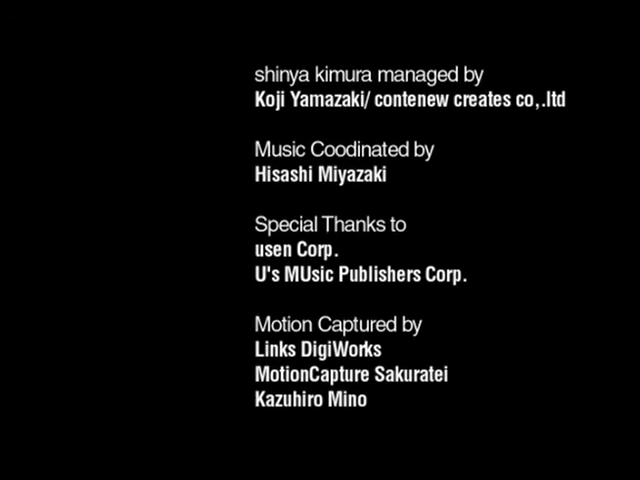 shinya kimura managed by
Koji Yamazaki/ contenew creates co,.ltd
Music Coodinated by
Hisashi Miyazaki
Special Thanks to
usen Corp.
U's MUsic Publishers Corp.
Motion Captured by
Links DigiWorks
MotionCapture Sakuratei
Kazuhiro Mino